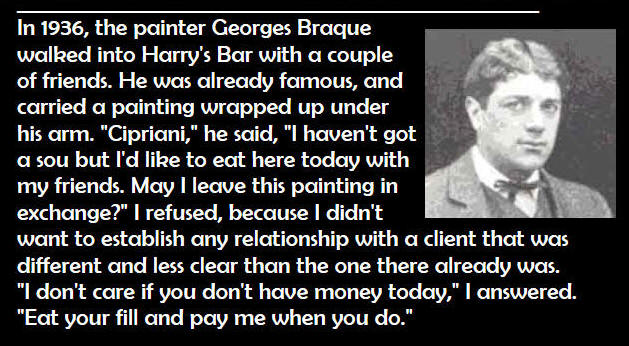 In 1936, the painter Georges Braque
walked into Harry's Bar with a couple
of friends. He was already famous, and
carried a painting wrapped up under
his arm. "Cipriani," he said, "I haven't got
a sou but I'd like to eat here today with
my friends. May I leave this painting in
exchange?" I refused, because I didn't
want to establish any relationship with a client that was
different and less clear than the one there already was.
"I don't care if you don't have money today," I answered.
"Eat your fill and pay me when you do."